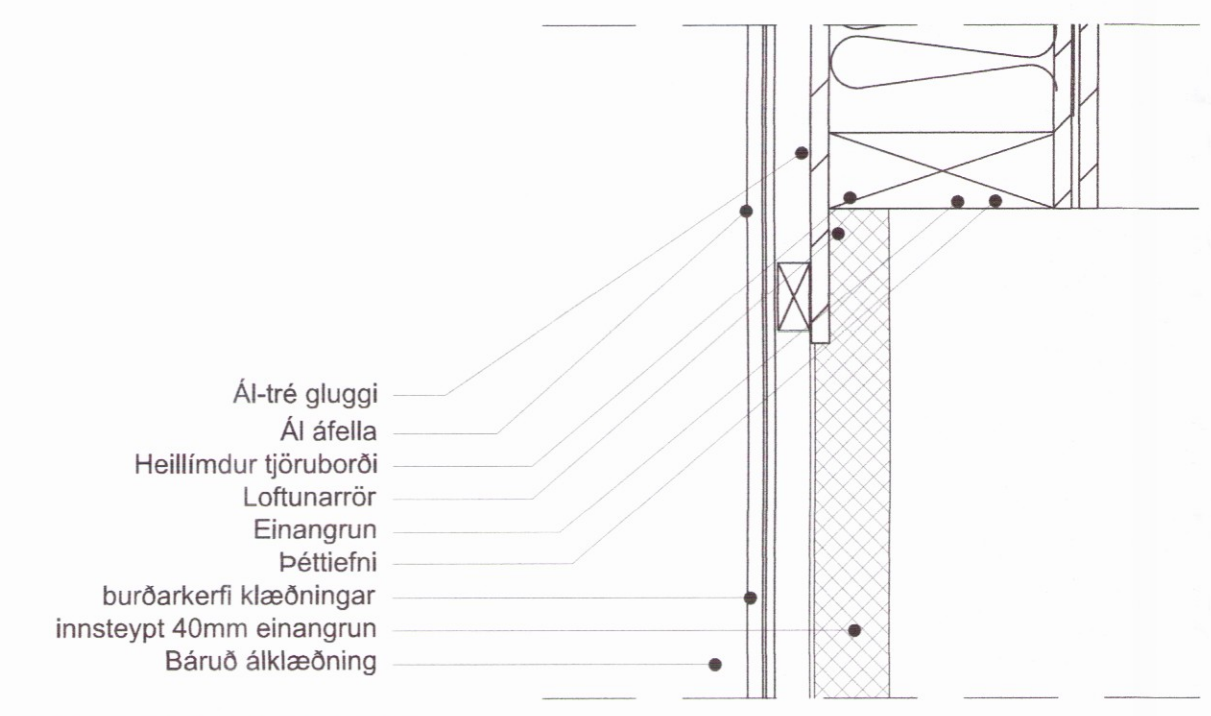 Ál-tré gluggi
Ál áfella
Heillímdur tjöruborði
Loftunarrör
Einangrun
Þéttiefni
burðarkerfi klæðningar
innsteypt 40mm einangrun
Báruð álklæðning